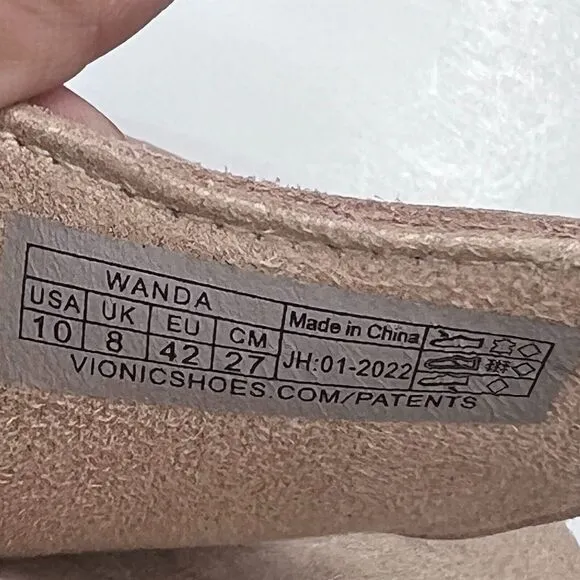 WANDA
USA UK EU CM Made in China
10 8 42 27 JH:01-2022
VIONICSHOES.COM/PATENTS